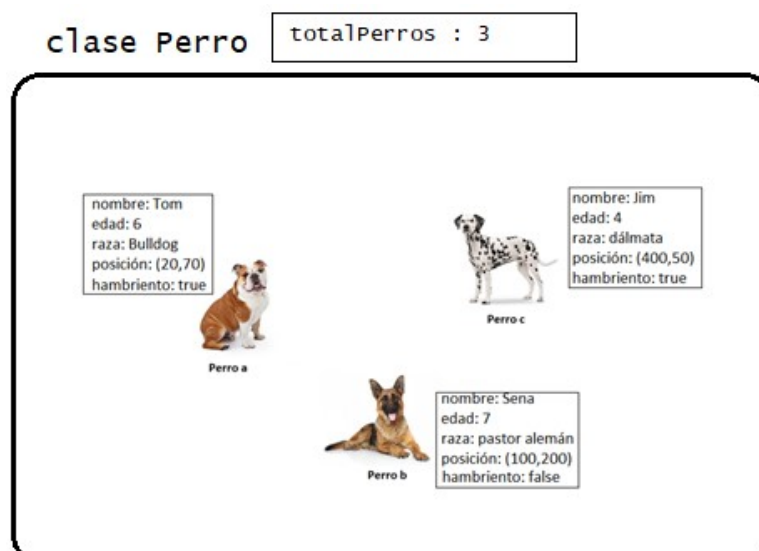 clase Perro
totalPerros : 3
nombre: Tom
edad: 6
raza: Bulldog
posición: (20,70)
hambriento: true
Perro a
nombre: Jim
edad: 4
raza: dálmata
posición: (400,50)
hambriento: true
Perro c
nombre: Sena
edad: 7
raza: pastor alemán
posición: (100,200)
hambriento: false
Perro b